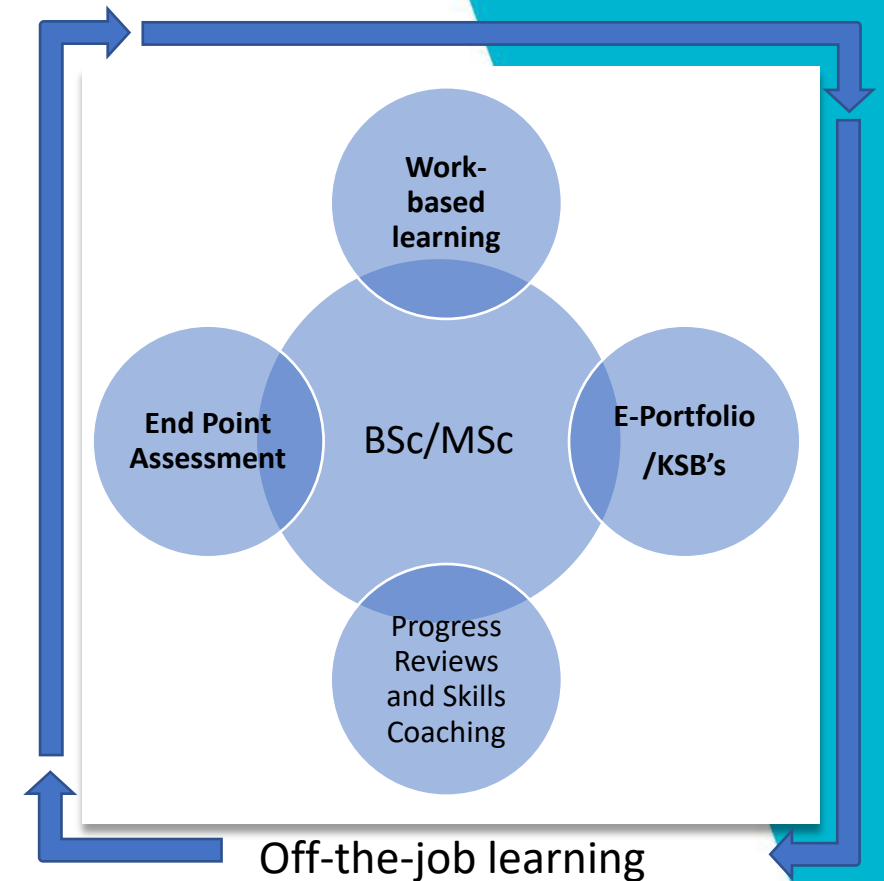 Work-
based
learning
End Point
Assessment
BSc/MSc
E-Portfolio
/KSB's
Progress
Reviews
and Skills
Coaching
Off-the-job learning